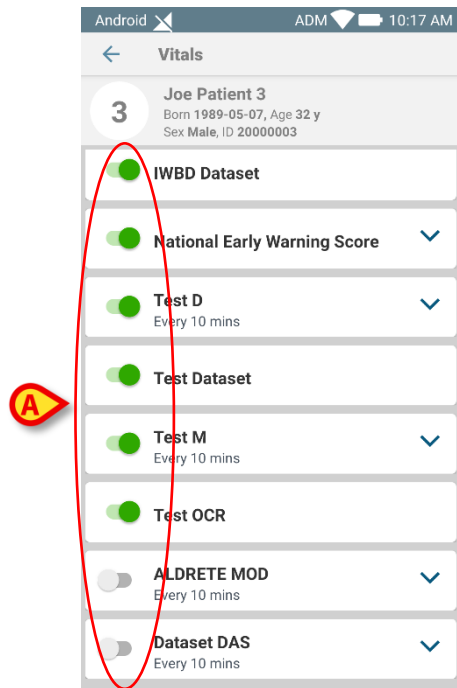 Android ADM 10:17 AM
Vitals
3
Joe Patient 3
Born 1989-05-07, Age 32 y
Sex Male, ID 20000003
IWBD Dataset
National Early Warning Score
Test D
Every 10 mins
Test Dataset
A
Test M
Every 10 mins
Test OCR
ALDRETE MOD
Every 10 mins
Dataset DAS
Every 10 mins